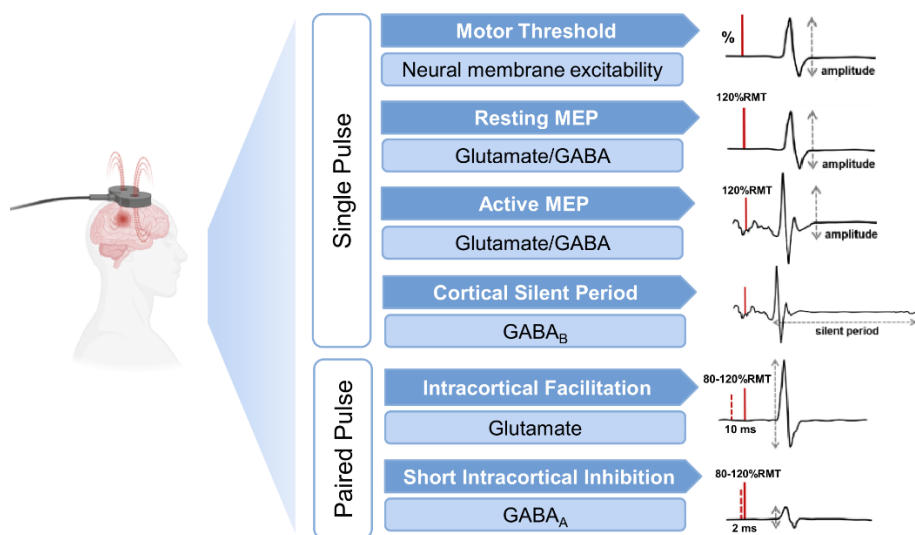 Single Pulse
Motor Threshold
Neural membrane excitability
%
amplitude
Resting MEP
Glutamate/GABA
120%RMT
amplitude
Active MEP
Glutamate/GABA
120%RMT
amplitude
Cortical Silent Period
GABA_B
silent period
Paired Pulse
Intracortical Facilitation
Glutamate
80-120%RMT
10 ms
Short Intracortical Inhibition
GABA_A
80-120%RMT
2 ms